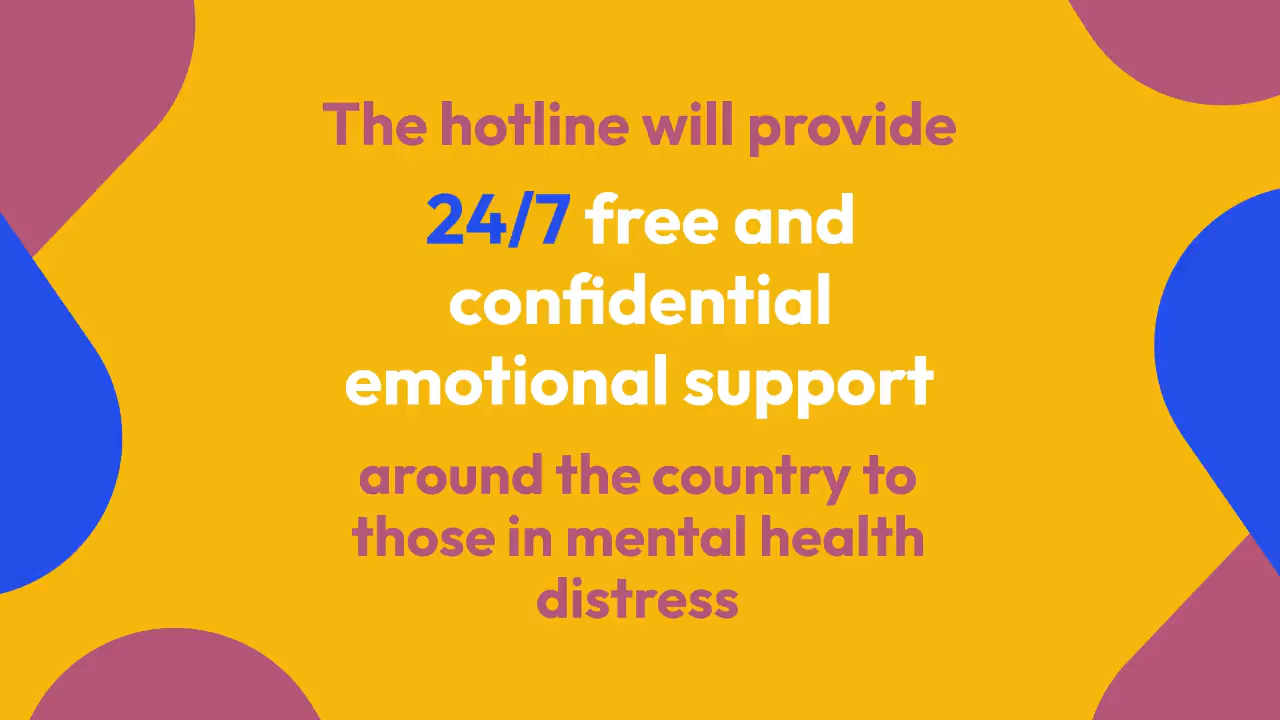 The hotline will provide
24/7 free and
confidential
emotional support
around the country to
those in mental health
distress